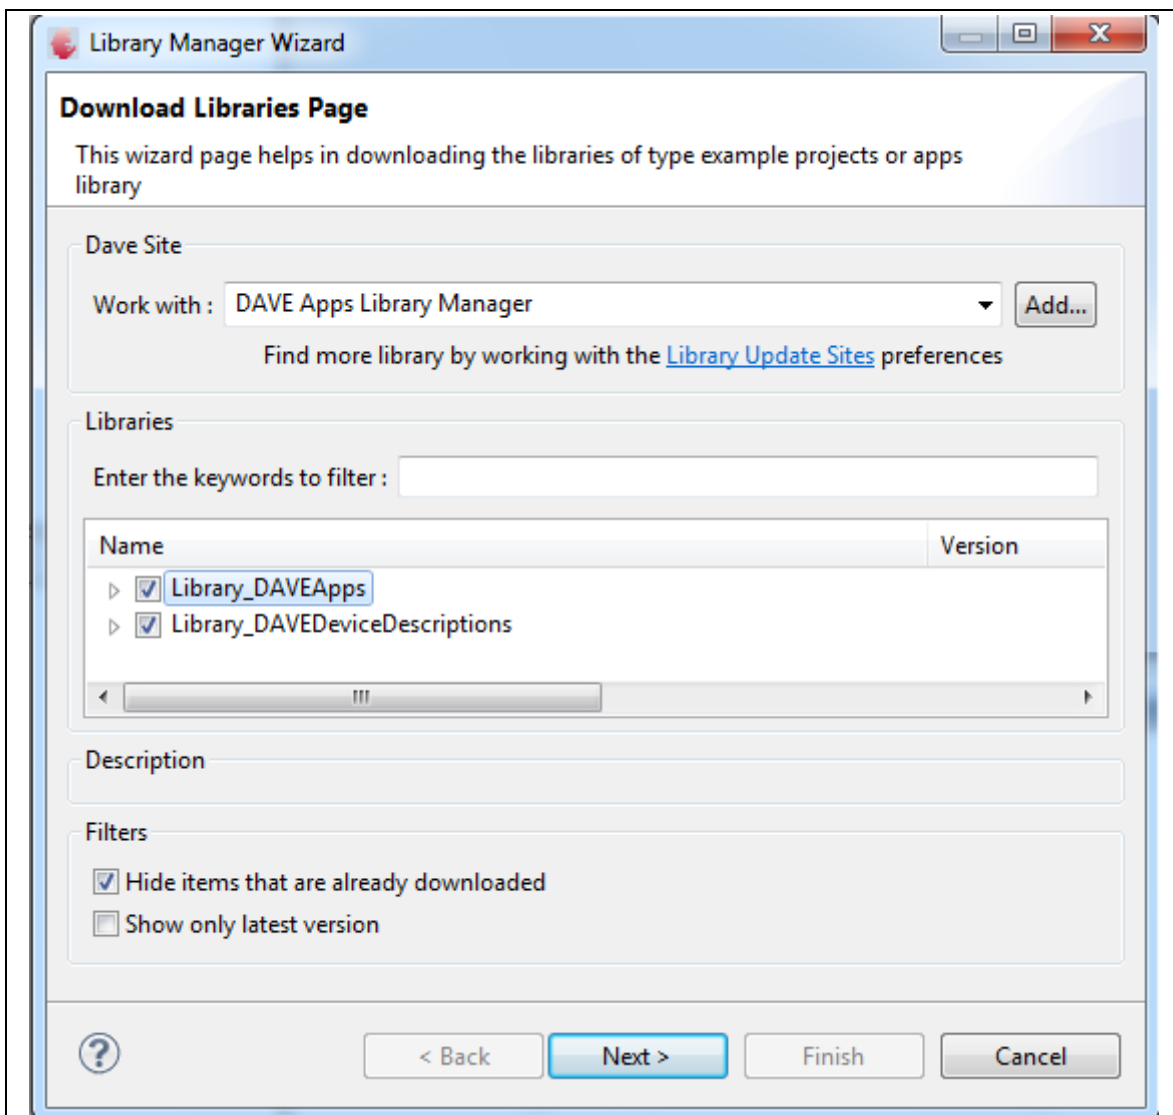 Library Manager Wizard
Download Libraries Page
This wizard page helps in downloading the libraries of type example projects or apps
library
Dave Site
Work with : DAVE Apps Library Manager Add...
Find more library by working with the Library Update Sites preferences
Libraries
Enter the keywords to filter :
Name Version
Library_DAVEApps
Library_DAVEDeviceDescriptions
Description
Filters
Hide items that are already downloaded
Show only latest version
? < Back Next > Finish Cancel